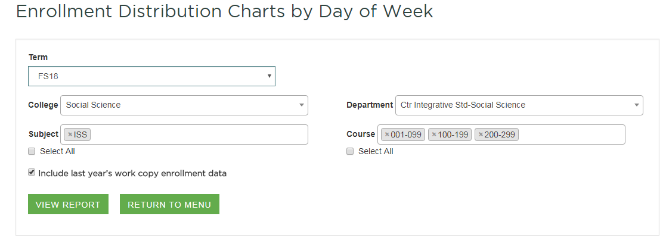 Enrollment Distribution Charts by Day of Week
Term
FS16
College Social Science Department Ctr Integrative Std-Social Science
Subject ×ISS Course ×001-099 ×100-199 ×200-299
Select All Select All
Include last year's work copy enrollment data
VIEW REPORT RETURN TO MENU